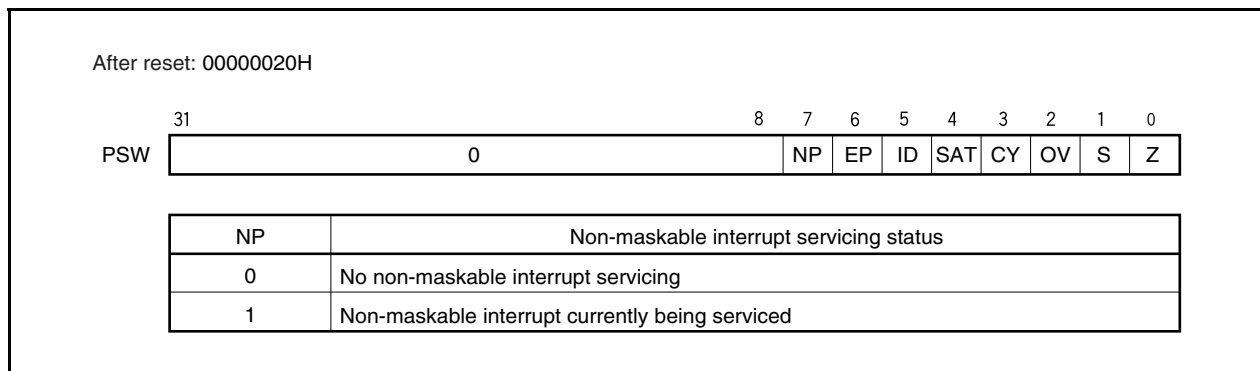 After reset: 00000020H
31 8 7 6 5 4 3 2 1 0
PSW 0 NP EP ID SAT CY OV S Z
NP Non-maskable interrupt servicing status
0 No non-maskable interrupt servicing
1 Non-maskable interrupt currently being serviced